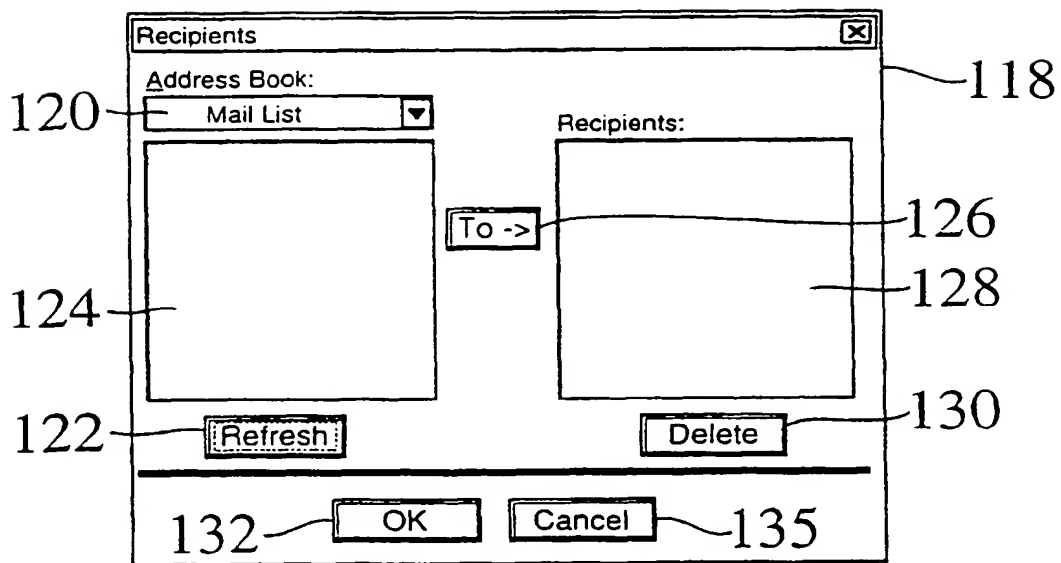 Recipients
118
Address Book:
120
Mail List
Recipients:
To ->
126
124
128
122
Refresh
Delete
130
132
OK
Cancel
135